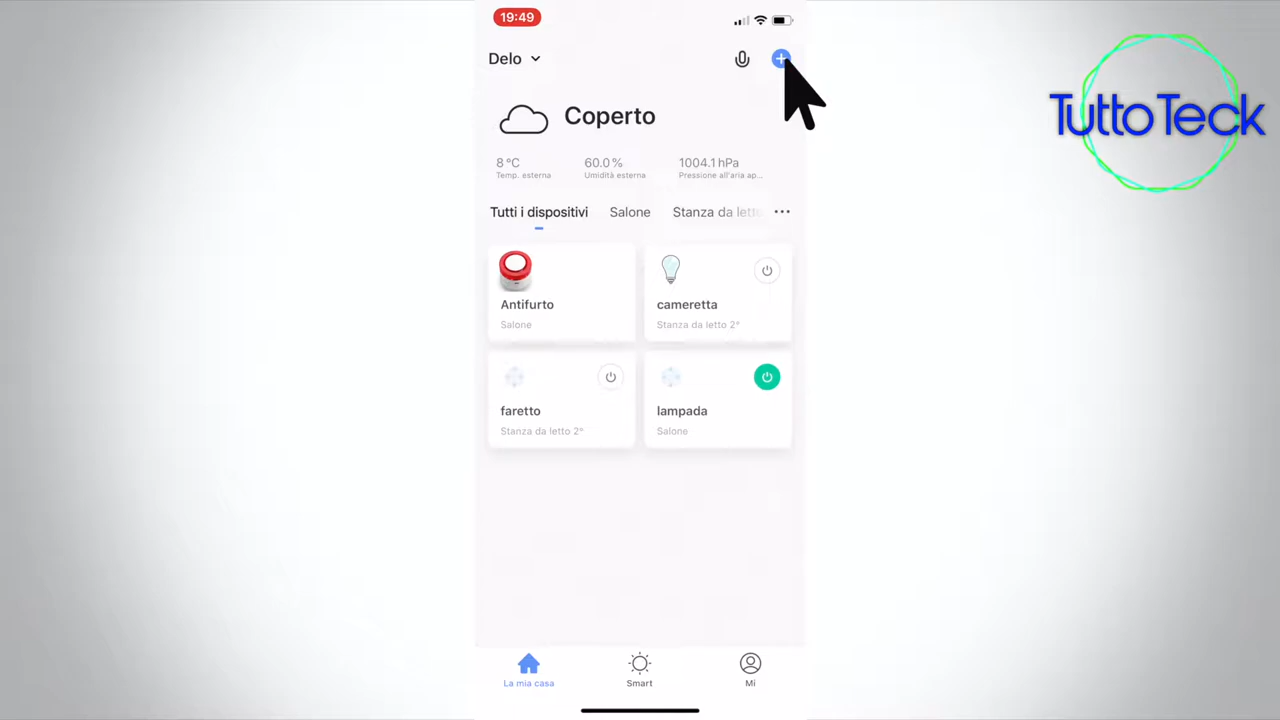 19:49
Delo
TuttoTeck
Coperto
8 °C
60.0 %
1004.1 hPa
Temp. esterna
Umidità esterna
Pressione all'aria ap...
Tutti i dispositivi
Salone
Stanza da letto
Antifurto
Salone
cameretta
Stanza da letto 2°
faretto
Stanza da letto 2°
lampada
Salone
La mia casa
Smart
Mi